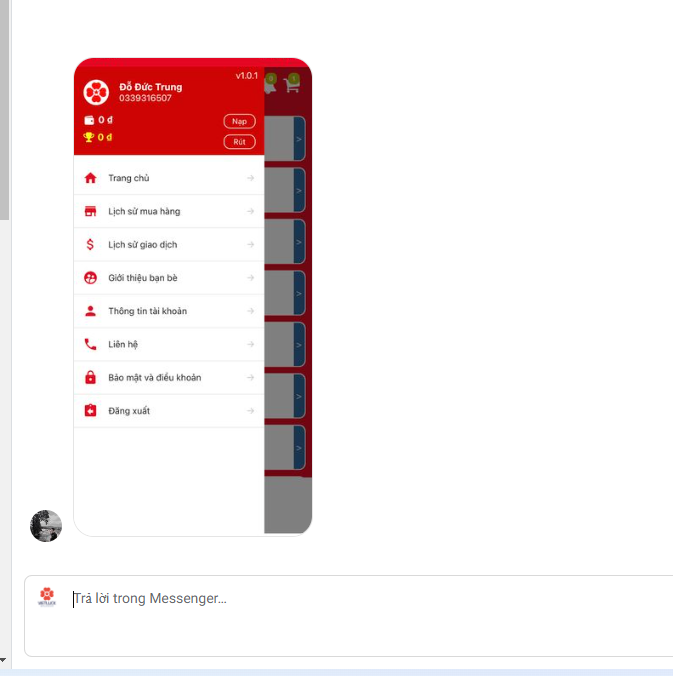 v1.0.1
Đỗ Đức Trung
0339316507
0 đ
Nạp
0 đ
Rút
0
1
Trang chủ
Lịch sử mua hàng
Lịch sử giao dịch
Giới thiệu bạn bè
Thông tin tài khoản
Liên hệ
Bảo mật và điều khoản
Đăng xuất
>
>
>
>
>
>
>
Trả lời trong Messenger...